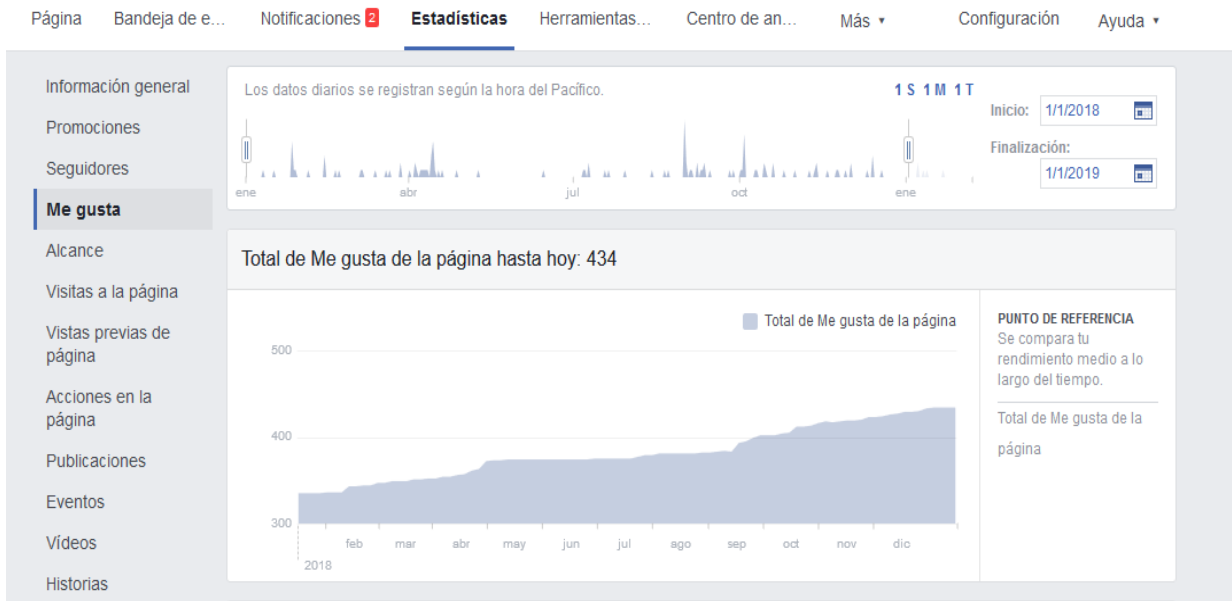 Página Bandeja de e... Notificaciones 2 Estadísticas Herramientas... Centro de an... Más Configuración Ayuda
Información general
Promociones
Seguidores
Me gusta
Alcance
Visitas a la página
Vistas previas de
página
Acciones en la
página
Publicaciones
Eventos
Vídeos
Historias
Los datos diarios se registran según la hora del Pacífico.
1 S 1 M 1 T
Inicio: 1/1/2018
Finalización:
1/1/2019
ene abr jul oct ene
Total de Me gusta de la página hasta hoy: 434
Total de Me gusta de la página
500
400
300
feb mar abr may jun jul ago sep oct nov dic
2018
PUNTO DE REFERENCIA
Se compara tu
rendimiento medio a lo
largo del tiempo.
Total de Me gusta de la
página